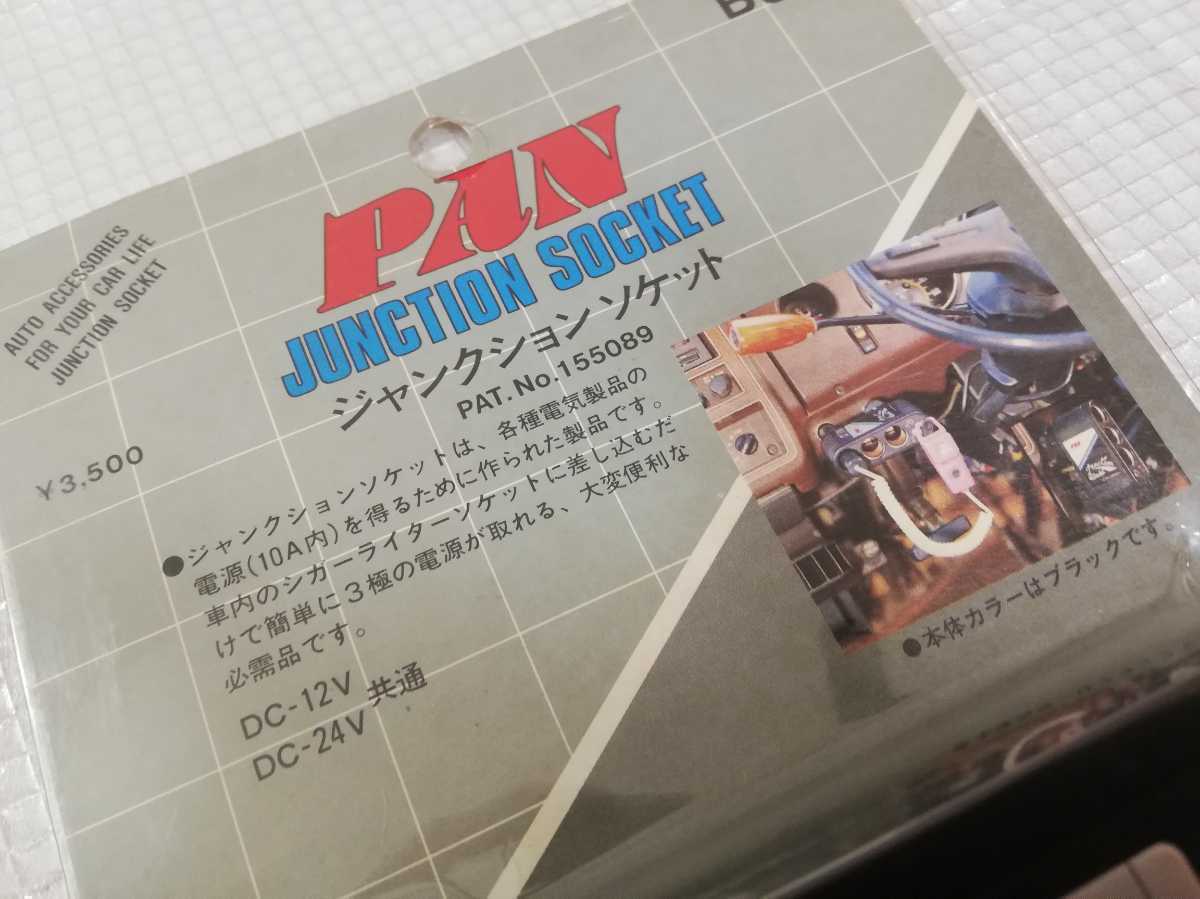 AUTO ACCESSORIES
FOR YOUR CAR LIFE
JUNCTION SOCKET
PAN
JUNCTION SOCKET
ジャンクションソケット
PAT.No.155089
¥3,500
●ジャンクションソケットは、各種電気製品の
電源(10A内)を得るために作られた製品です。
車内のシガーライターソケットに差し込むだ
けで簡単に3極の電源が取れる、大変便利な
必需品です。
DC-12V 共通
DC-24V
PAN
●本体カラーはブラックです。